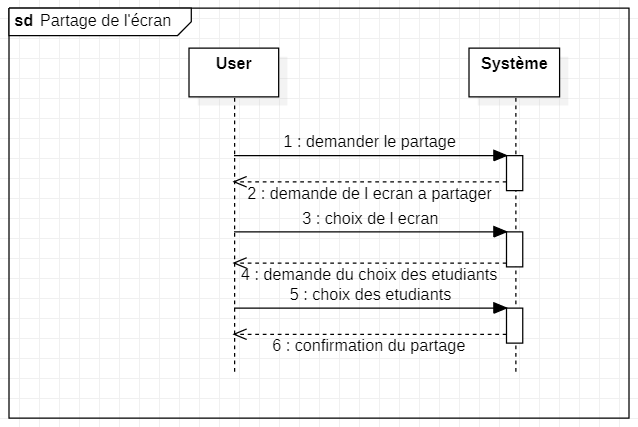 sd Partage de l'écran
User Système
1 : demander le partage
2 : demande de l ecran a partager
3 : choix de l ecran
4 : demande du choix des etudiants
5 : choix des etudiants
6 : confirmation du partage